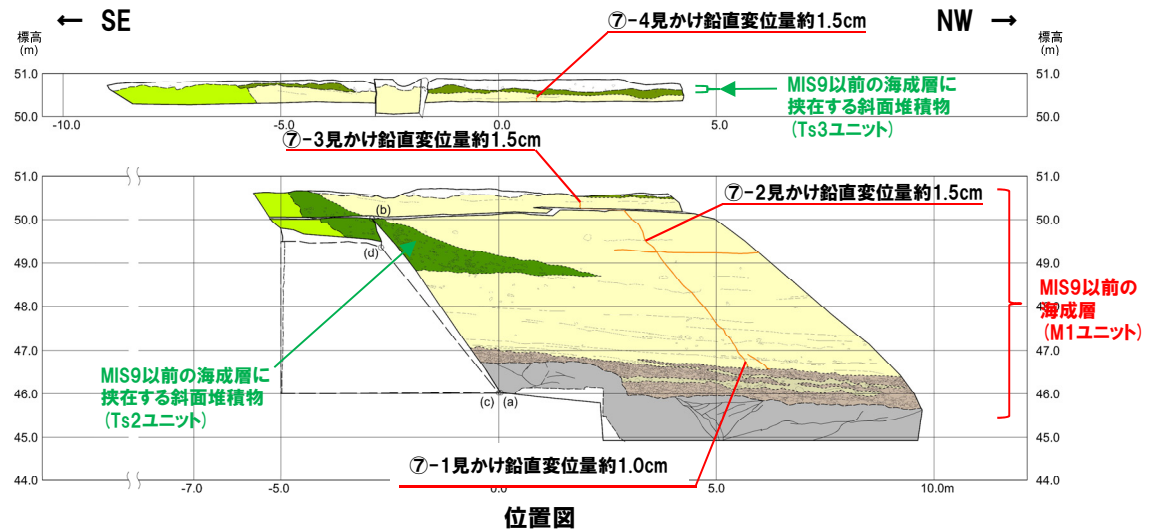 ← SE
⑦-4見かけ鉛直変位量約1.5cm
NW →
標高
(m)
標高
(m)
51.0
51.0
50.0
50.0
-10.0
-5.0
0.0
5.0
MIS9以前の海成層に
挟在する斜面堆積物
(Ts3ユニット)
⑦-3見かけ鉛直変位量約1.5cm
51.0
51.0
⑦-2見かけ鉛直変位量約1.5cm
50.0
50.0
(b)
(d)
49.0
49.0
48.0
48.0
MIS9以前の
海成層
(M1ユニット)
47.0
47.0
MIS9以前の海成層に
挟在する斜面堆積物
(Ts2ユニット)
46.0
46.0
(c)
(a)
45.0
45.0
⑦-1見かけ鉛直変位量約1.0cm
44.0
44.0
-7.0
-5.0
0.0
5.0
10.0m
位置図